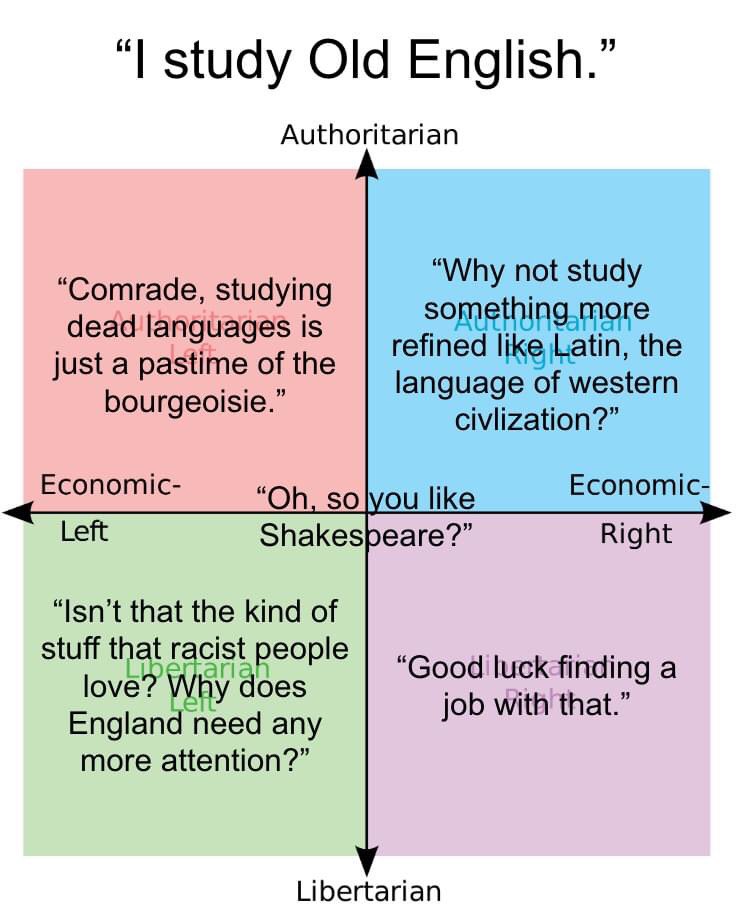 “I study Old English.”
Authoritarian
“Comrade, studying
dead languages is
just a pastime of the
bourgeoisie.”
Authoritarian
Left
“Why not study
something more
refined like Latin, the
language of western
civlization?”
Authoritarian
Right
Economic-
Left
“Oh, so you like
Shakespeare?”
Economic-
Right
“Isn’t that the kind of
stuff that racist people
love? Why does
England need any
more attention?”
Libertarian
Left
“Good luck finding a
job with that.”
Libertarian
Right
Libertarian